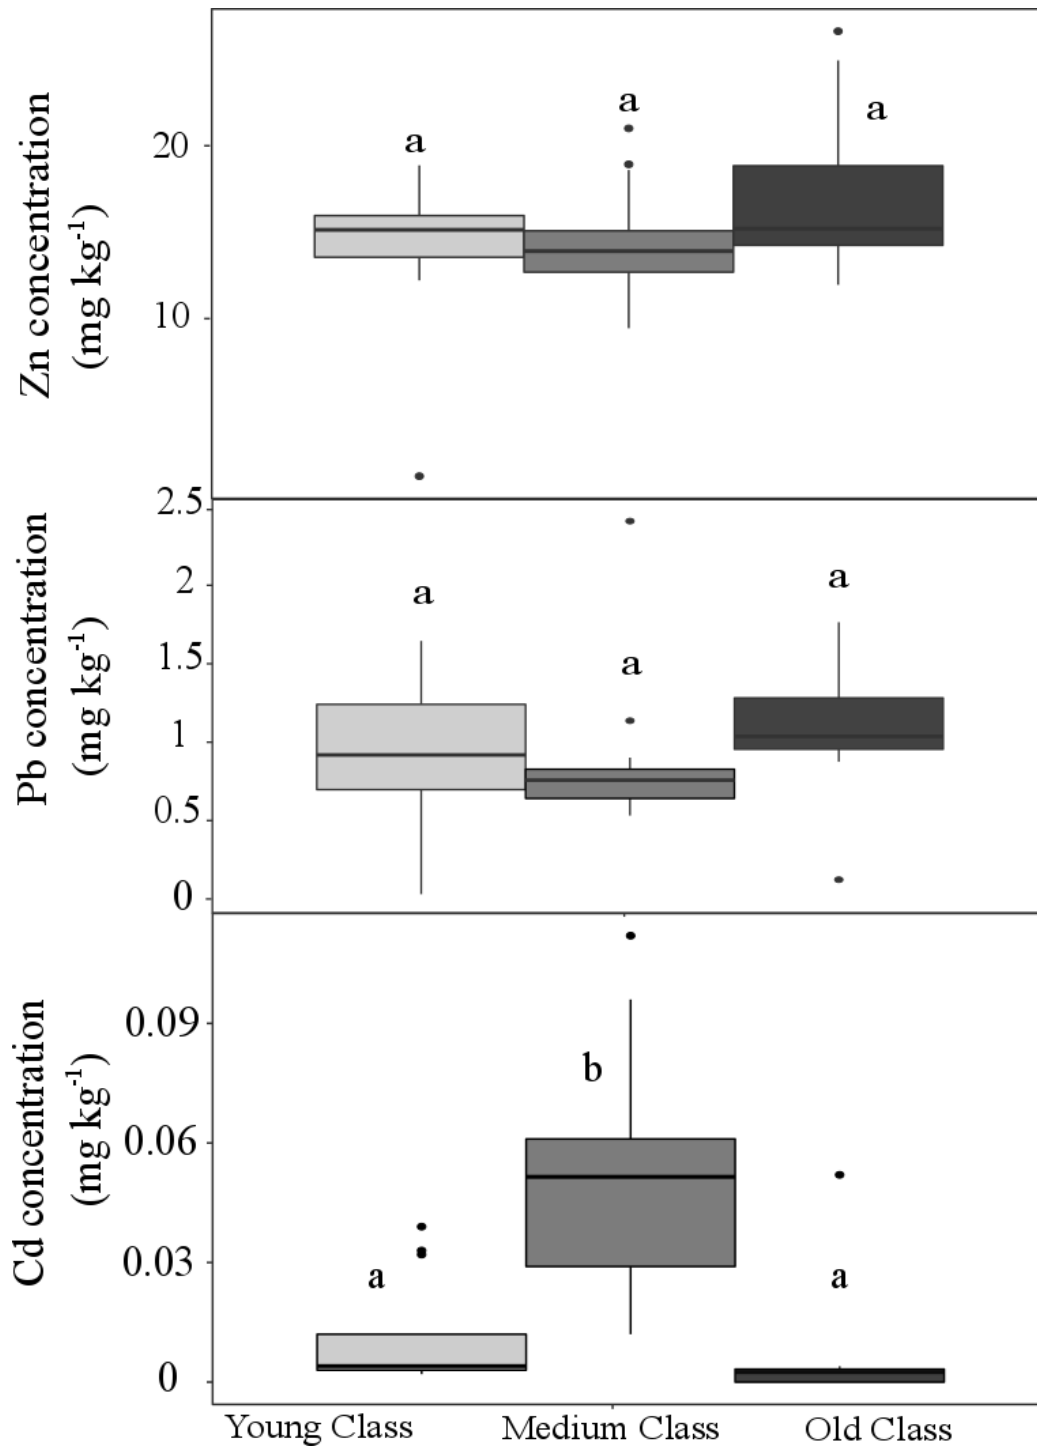 Zn concentration
(mg kg⁻¹)
20
10
a
a
a
Pb concentration
(mg kg⁻¹)
2.5
2
1.5
1
0.5
0
a
a
a
Cd concentration
(mg kg⁻¹)
0.09
0.06
0.03
0
a
b
a
Young Class
Medium Class
Old Class